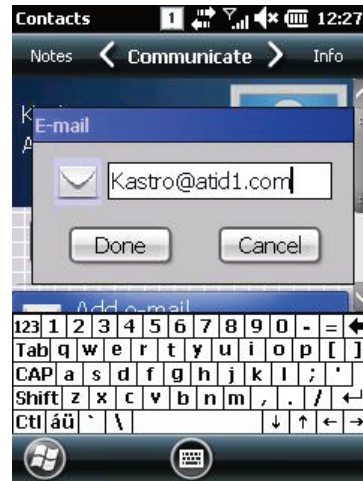 Contacts 1 12:27
Notes Communicate Info
E-mail
Kastro@atid1.com
Done Cancel
Add e-mail
123 1 2 3 4 5 6 7 8 9 0 - =
Tab q w e r t y u i o p [ ]
CAP a s d f g h j k l ; '
Shift z x c v b n m , . /
Ctl áü ` \